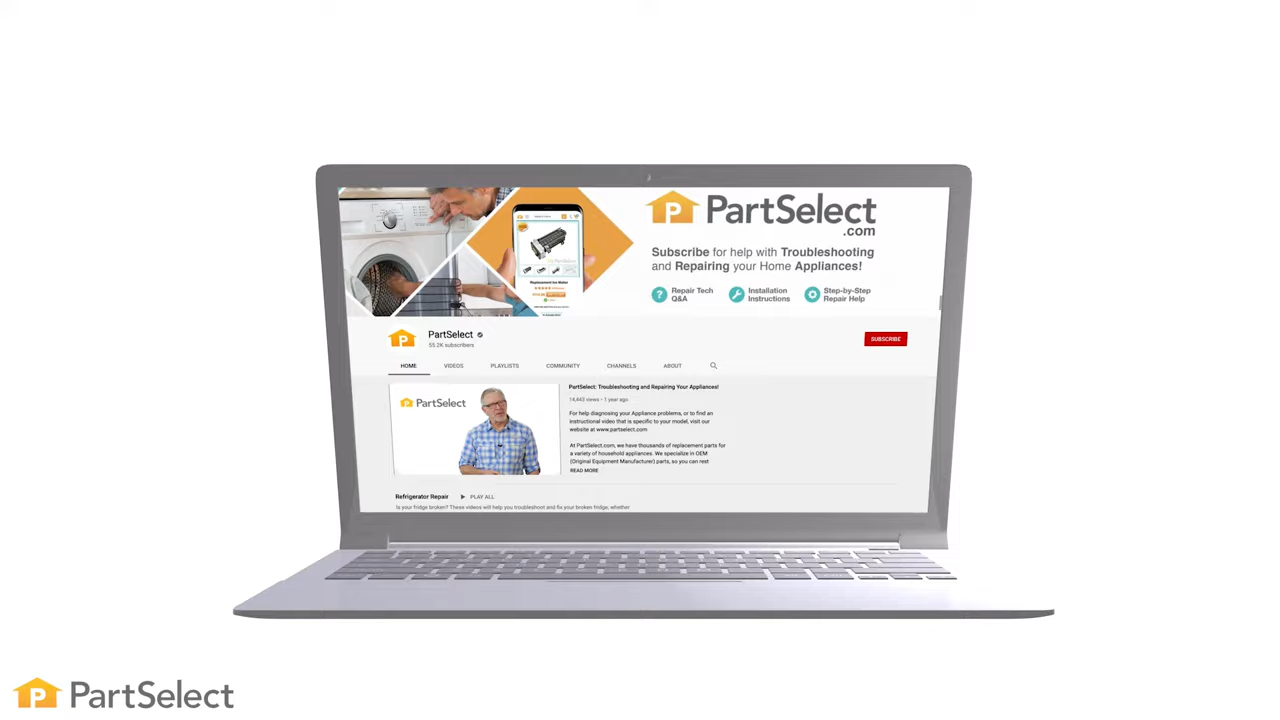 PartSelect
.com
Subscribe for help with Troubleshooting
and Repairing your Home Appliances!
Repair Tech
Q&A
Installation
Instructions
Step-by-Step
Repair Help
Replacement Ice Maker
PartSelect
55.2K subscribers
SUBSCRIBE
HOME
VIDEOS
PLAYLISTS
COMMUNITY
CHANNELS
ABOUT
PartSelect
PartSelect: Troubleshooting and Repairing Your Appliances!
14,443 views • 1 year ago
For help diagnosing your Appliance problems, or to find an
instructional video that is specific to your model, visit our
website at www.partselect.com
At PartSelect.com, we have thousands of replacement parts for
a variety of household appliances. We specialize in OEM
(Original Equipment Manufacturer) parts, so you can rest
READ MORE
Refrigerator Repair
PLAY ALL
Is your fridge broken? These videos will help you troubleshoot and fix your broken fridge, whether
PartSelect